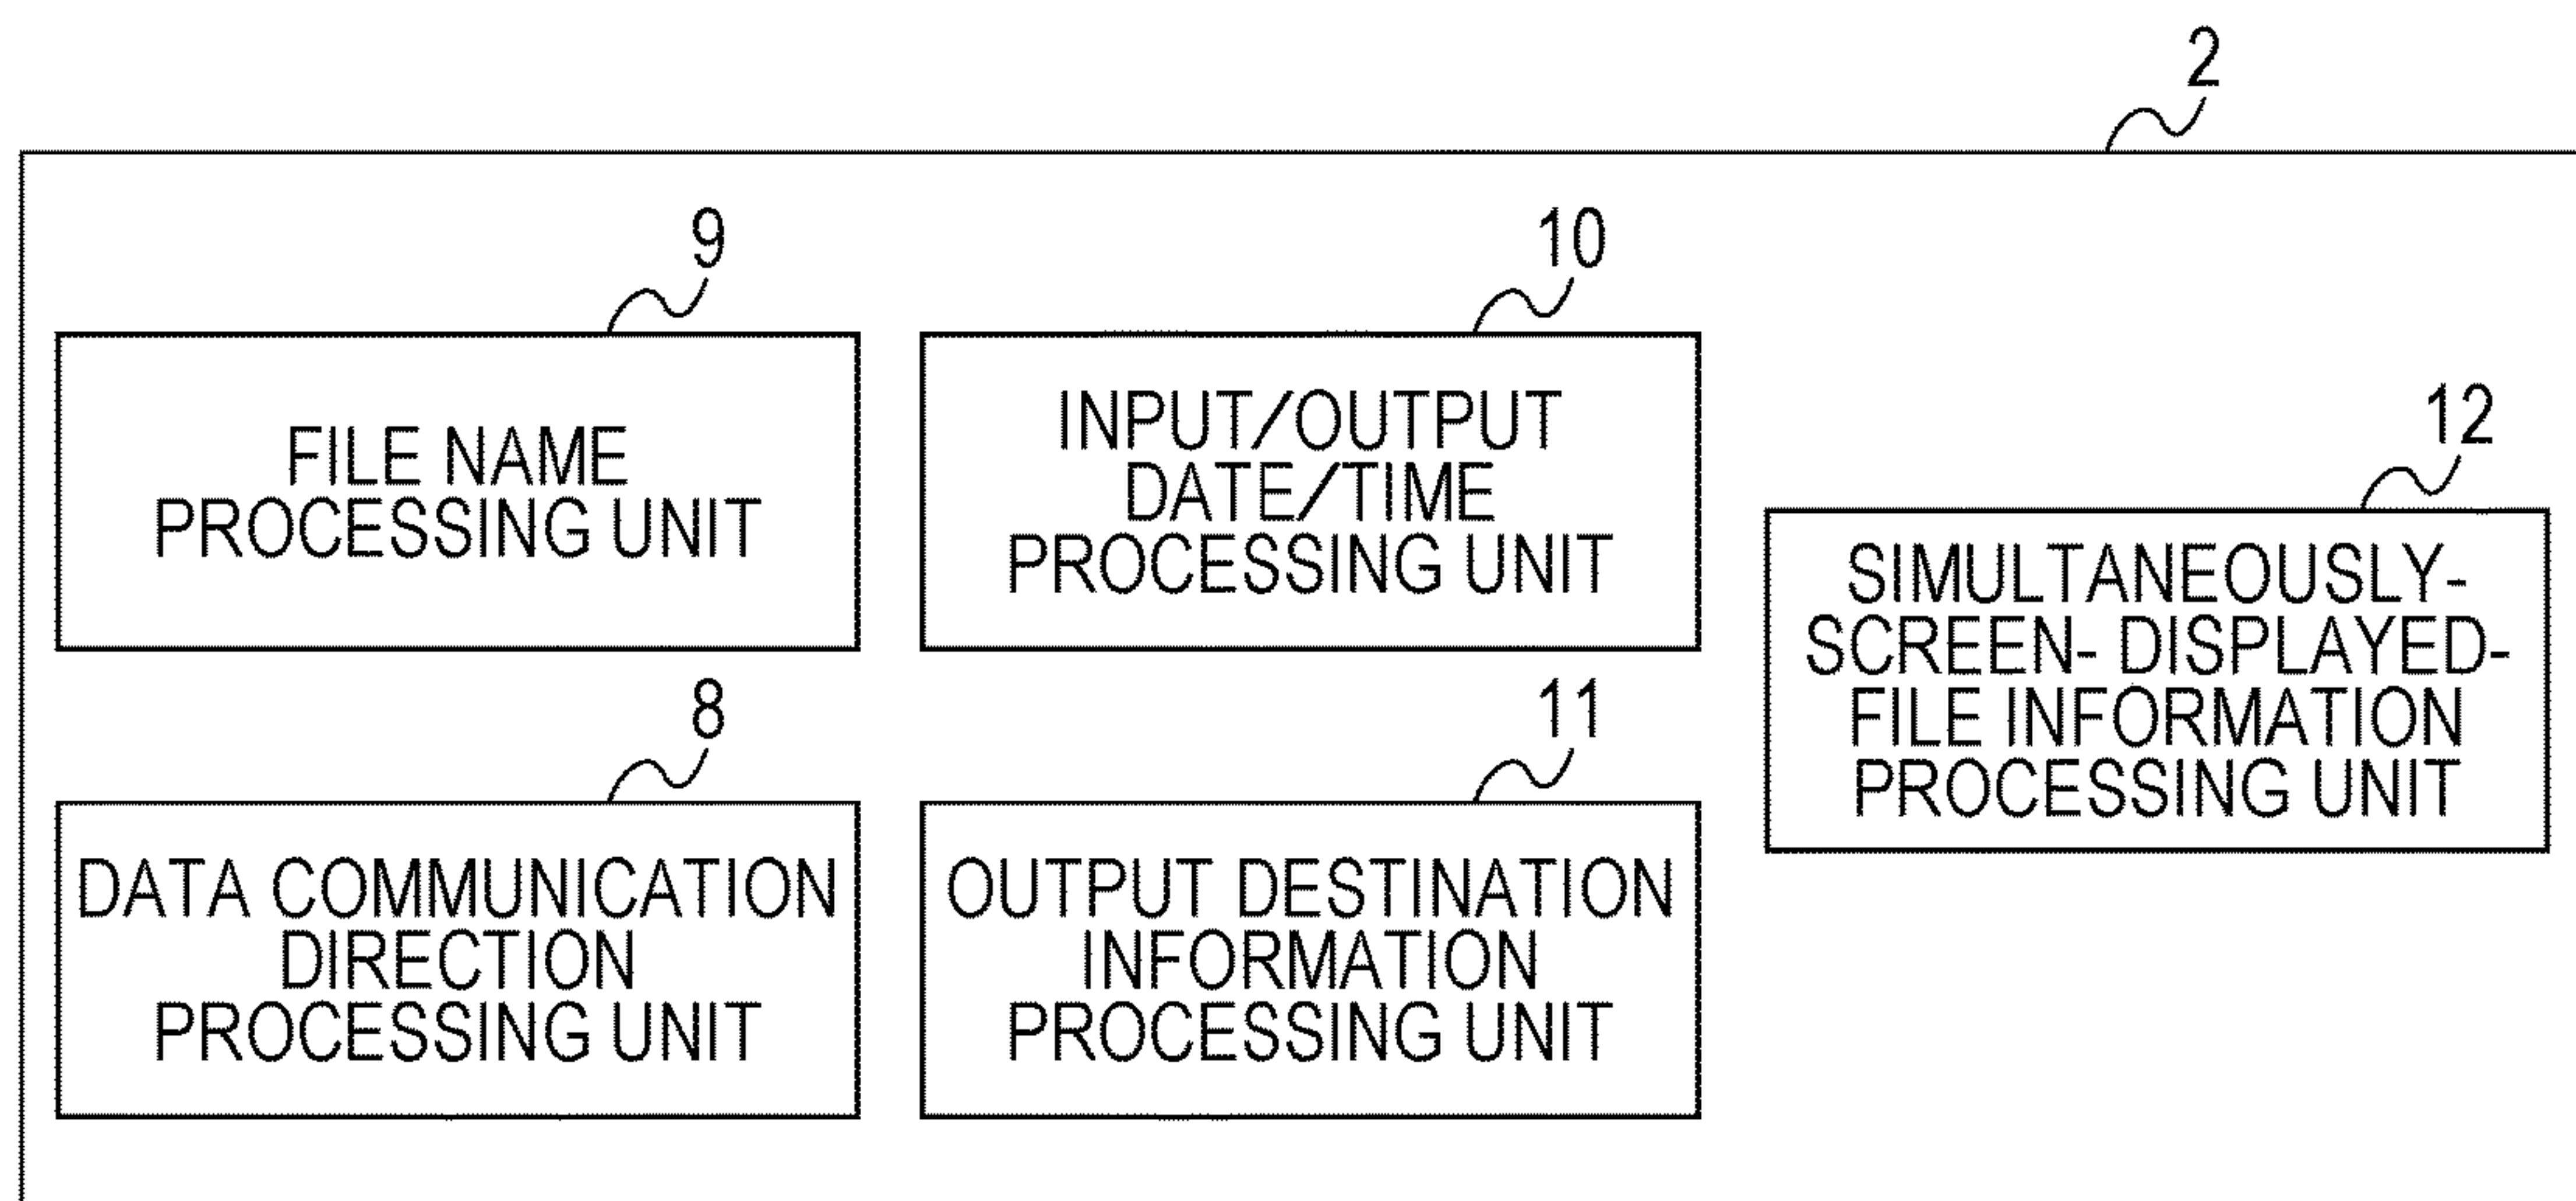 2
9
FILE NAME
PROCESSING UNIT
10
INPUT/OUTPUT
DATE/TIME
PROCESSING UNIT
12
SIMULTANEOUSLY-
SCREEN- DISPLAYED-
FILE INFORMATION
PROCESSING UNIT
8
DATA COMMUNICATION
DIRECTION
PROCESSING UNIT
11
OUTPUT DESTINATION
INFORMATION
PROCESSING UNIT